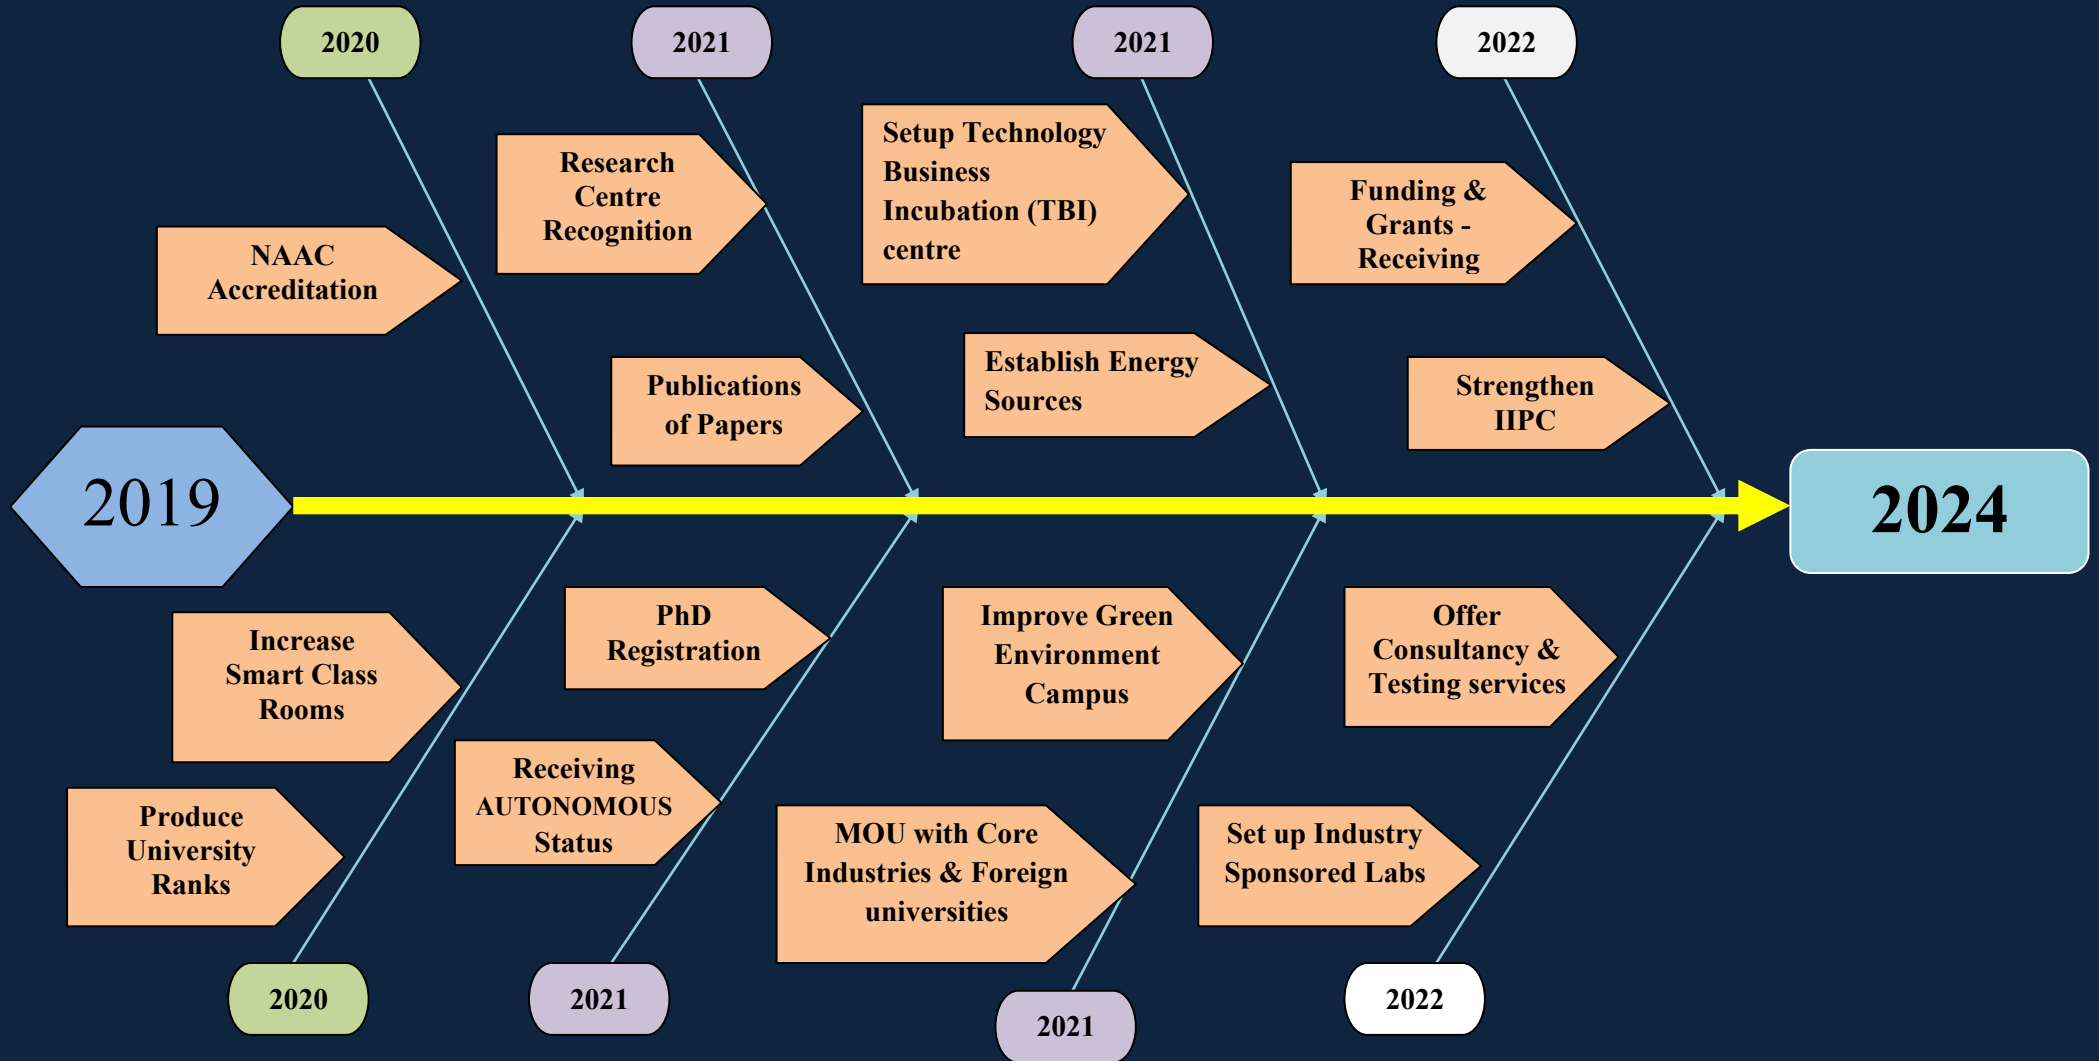 2020
2021
2021
2022
NAAC
Accreditation
Research
Centre
Recognition
Publications
of Papers
Setup Technology
Business
Incubation (TBI)
centre
Establish Energy
Sources
Funding &
Grants -
Receiving
Strengthen
IIPC
2019
2024
Increase
Smart Class
Rooms
Produce
University
Ranks
PhD
Registration
Receiving
AUTONOMOUS
Status
Improve Green
Environment
Campus
MOU with Core
Industries & Foreign
universities
Offer
Consultancy &
Testing services
Set up Industry
Sponsored Labs
2020
2021
2021
2022